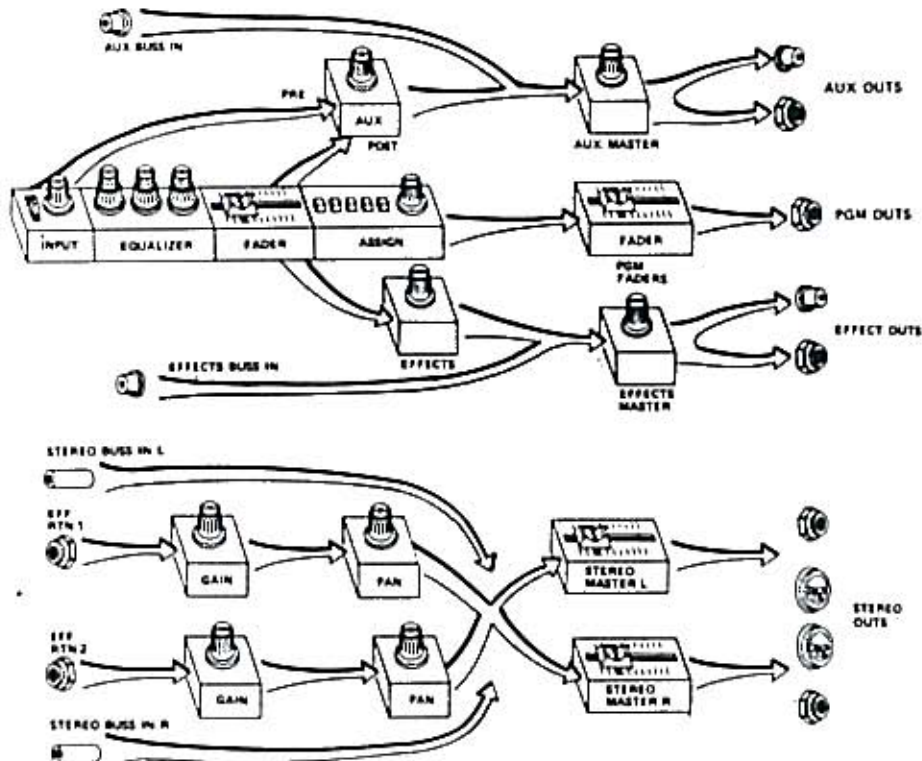 AUX BUSS IN
PRE
AUX
POST
AUX MASTER
AUX OUTS
INPUT
EQUALIZER
FADER
ASSIGN
FADER
PGM
FADERS
PGM OUTS
EFFECTS
EFFECTS BUSS IN
EFFECTS
MASTER
EFFECT OUTS
STEREO BUSS IN L
EFF
RTN 1
GAIN
PAN
STEREO
MASTER L
STEREO
OUTS
EFF
RTN 2
GAIN
PAN
STEREO
MASTER R
STEREO BUSS IN R